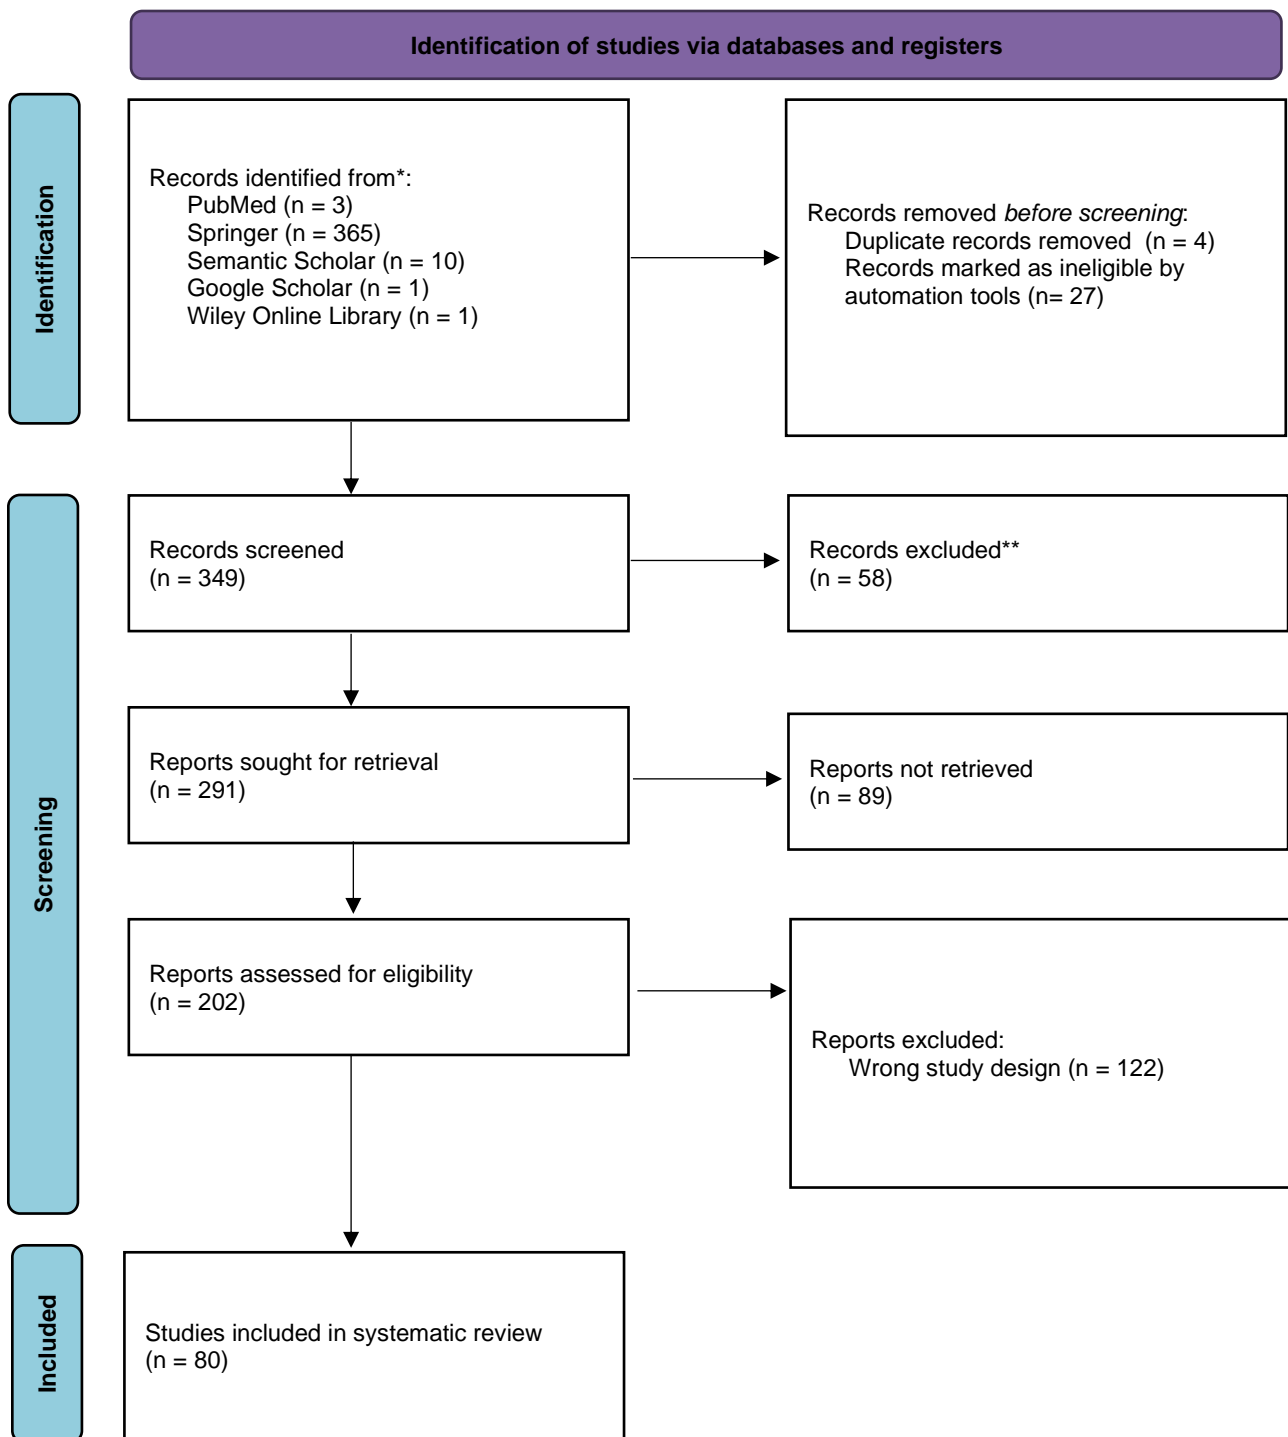 Identification of studies via databases and registers
Identification
Records identified from*:
PubMed (n = 3)
Springer (n = 365)
Semantic Scholar (n = 10)
Google Scholar (n = 1)
Wiley Online Library (n = 1)
Records removed before screening:
Duplicate records removed  (n = 4)
Records marked as ineligible by
automation tools (n= 27)
Screening
Records screened
(n = 349)
Records excluded**
(n = 58)
Reports sought for retrieval
(n = 291)
Reports not retrieved
(n = 89)
Reports assessed for eligibility
(n = 202)
Reports excluded:
Wrong study design (n = 122)
Included
Studies included in systematic review
(n = 80)